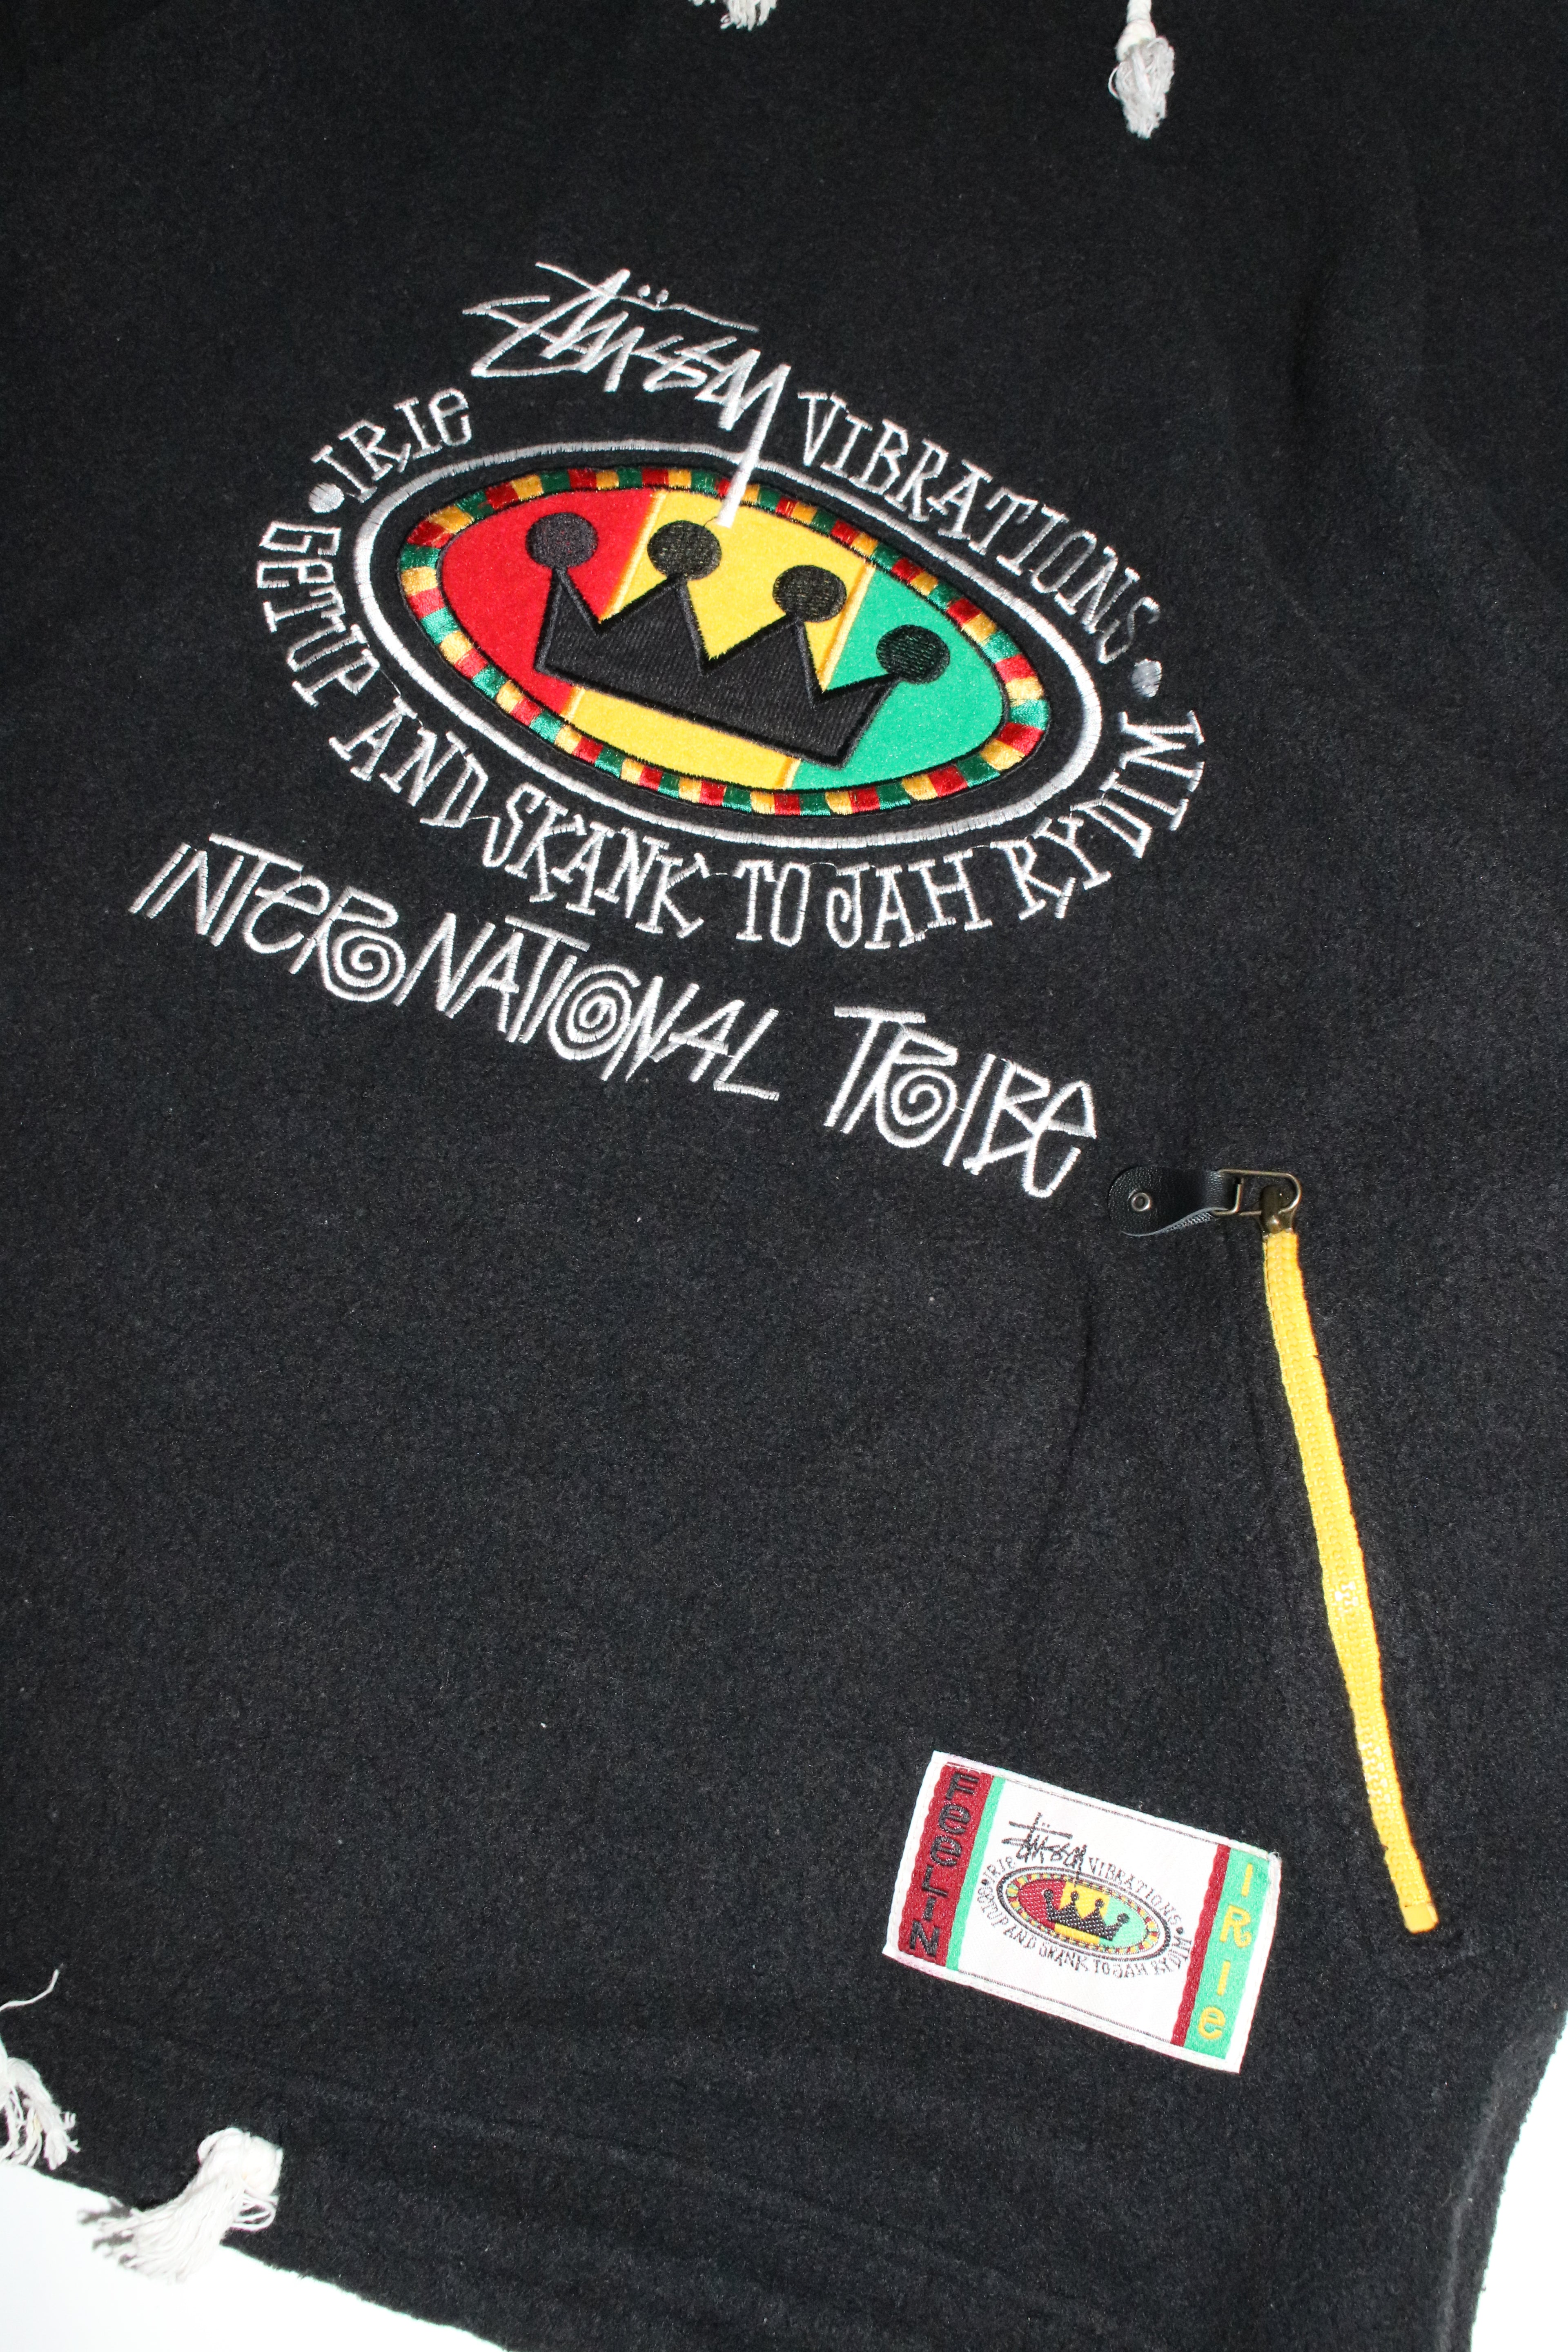 Stüssy
•IRIE VIBRATIONS•
GETUP AND SKANK TO JAH RYDIM
INTERNATIONAL TRIBE
FEELIN
Stüssy
•IRIE VIBRATIONS•
GETUP AND SKANK TO JAH RYDIM
IRIE